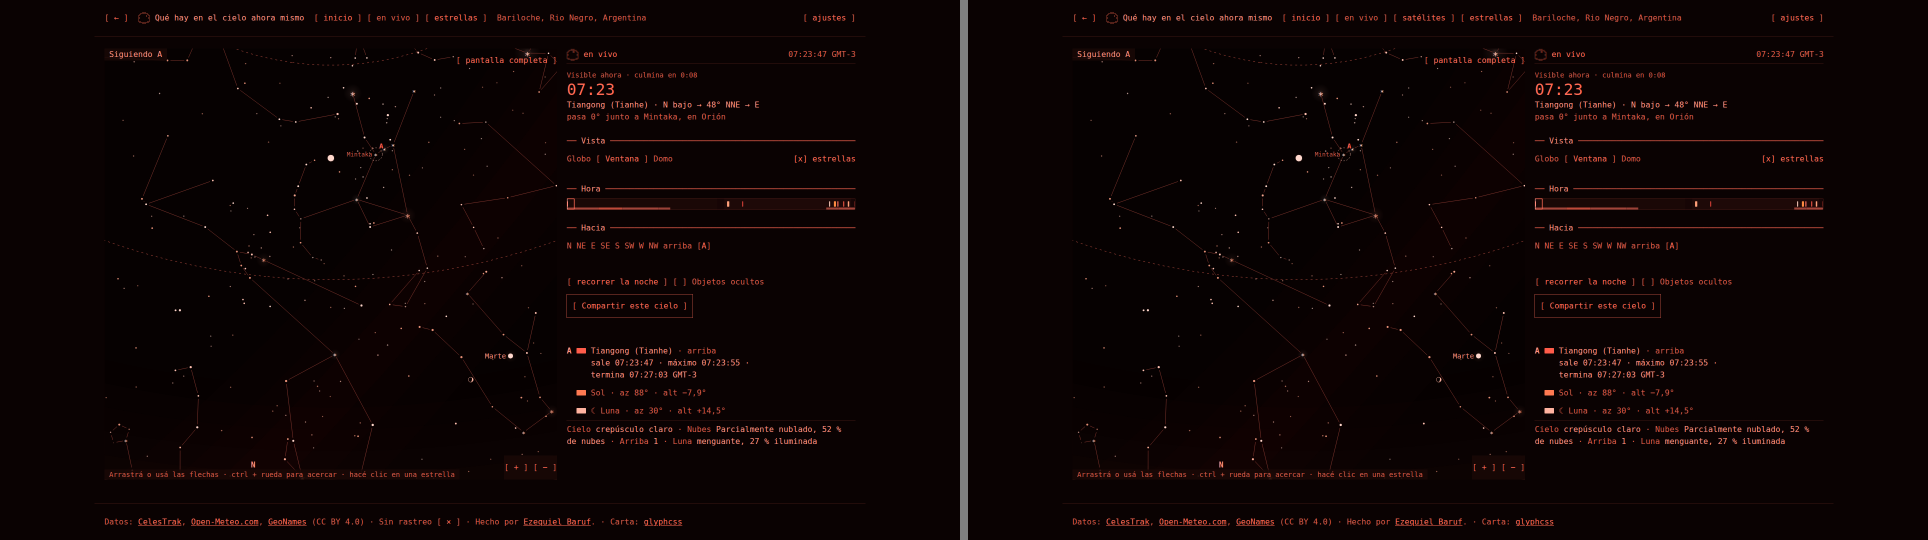 [ ← ] Qué hay en el cielo ahora mismo [ inicio ] [ en vivo ] [ estrellas ] Bariloche, Río Negro, Argentina [ ajustes ]
Siguiendo A
[ pantalla completa ]
Mintaka
A
Marte
N
Arrastrá o usá las flechas · ctrl + rueda para acercar · hacé clic en una estrella
[ + ] [ − ]
en vivo 07:23:47 GMT-3
Visible ahora · culmina en 0:08
07:23
Tiangong (Tianhe) · N bajo → 48° NNE → E
pasa 0° junto a Mintaka, en Orión
Vista
Globo [ Ventana ] Domo [x] estrellas
Hora
Hacia
N NE E SE S SW W NW arriba [A]
[ recorrer la noche ] [ ] Objetos ocultos
[ Compartir este cielo ]
A Tiangong (Tianhe) · arriba
sale 07:23:47 · máximo 07:23:55 ·
termina 07:27:03 GMT-3
Sol · az 88° · alt −7,9°
☾ Luna · az 30° · alt +14,5°
Cielo crepúsculo claro · Nubes Parcialmente nublado, 52 %
de nubes · Arriba 1 · Luna menguante, 27 % iluminada
Datos: CelesTrak, Open-Meteo.com, GeoNames (CC BY 4.0) · Sin rastreo [ × ] · Hecho por Ezequiel Baruf. · Carta: glyphcss
[ ← ] Qué hay en el cielo ahora mismo [ inicio ] [ en vivo ] [ satélites ] [ estrellas ] Bariloche, Río Negro, Argentina [ ajustes ]
Siguiendo A
[ pantalla completa ]
Mintaka
A
Marte
N
Arrastrá o usá las flechas · ctrl + rueda para acercar · hacé clic en una estrella
[ + ] [ − ]
en vivo 07:23:47 GMT-3
Visible ahora · culmina en 0:08
07:23
Tiangong (Tianhe) · N bajo → 48° NNE → E
pasa 0° junto a Mintaka, en Orión
Vista
Globo [ Ventana ] Domo [x] estrellas
Hora
Hacia
N NE E SE S SW W NW arriba [A]
[ recorrer la noche ] [ ] Objetos ocultos
[ Compartir este cielo ]
A Tiangong (Tianhe) · arriba
sale 07:23:47 · máximo 07:23:55 ·
termina 07:27:03 GMT-3
Sol · az 88° · alt −7,9°
☾ Luna · az 30° · alt +14,5°
Cielo crepúsculo claro · Nubes Parcialmente nublado, 52 %
de nubes · Arriba 1 · Luna menguante, 27 % iluminada
Datos: CelesTrak, Open-Meteo.com, GeoNames (CC BY 4.0) · Hecho por Ezequiel Baruf. · Carta: glyphcss